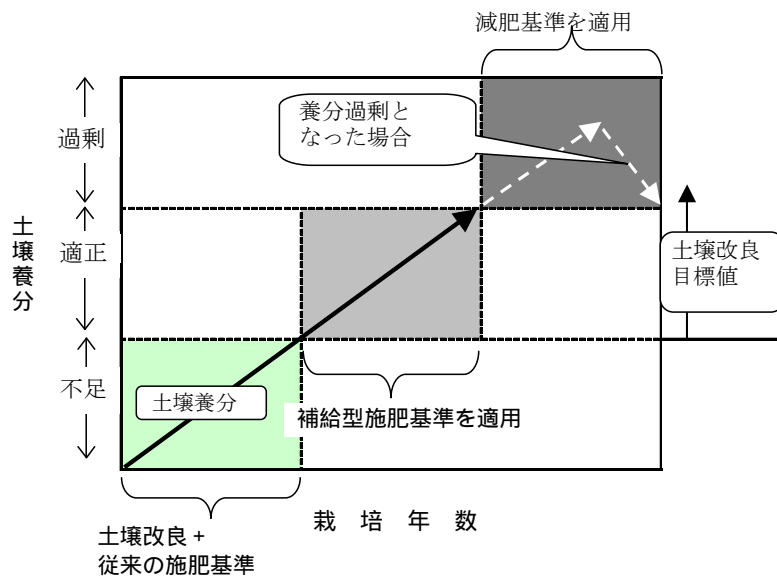 減肥基準を適用
過剰
養分過剰と
なった場合
土壌養分
適正
土壌改良
目標値
不足
土壌養分
補給型施肥基準を適用
栽 培 年 数
土壌改良 +
従来の施肥基準